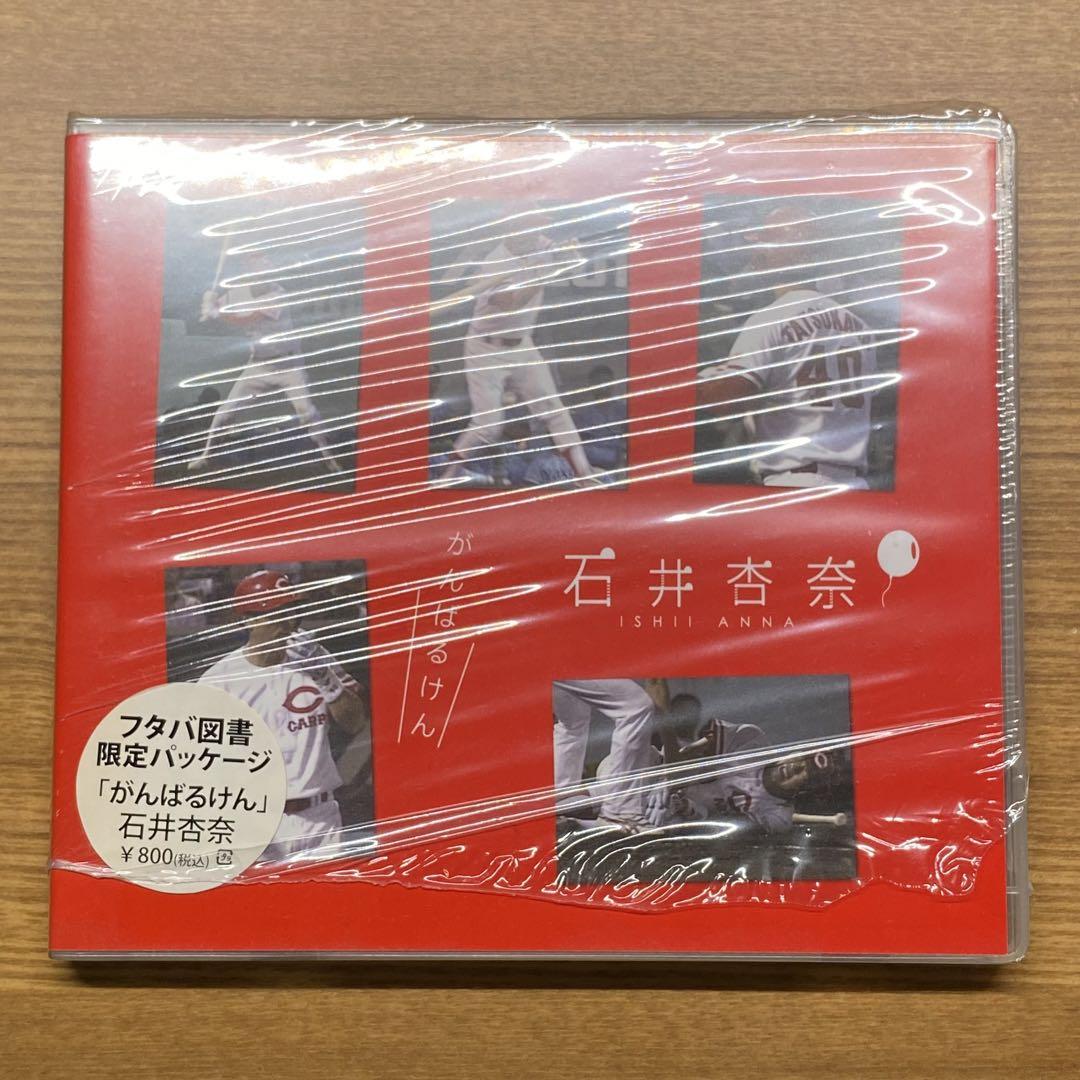 がんばるけん
石井杏奈
ISHII ANNA
40
C
CARP
フタバ図書
限定パッケージ
「がんばるけん」
石井杏奈
￥800(税込)